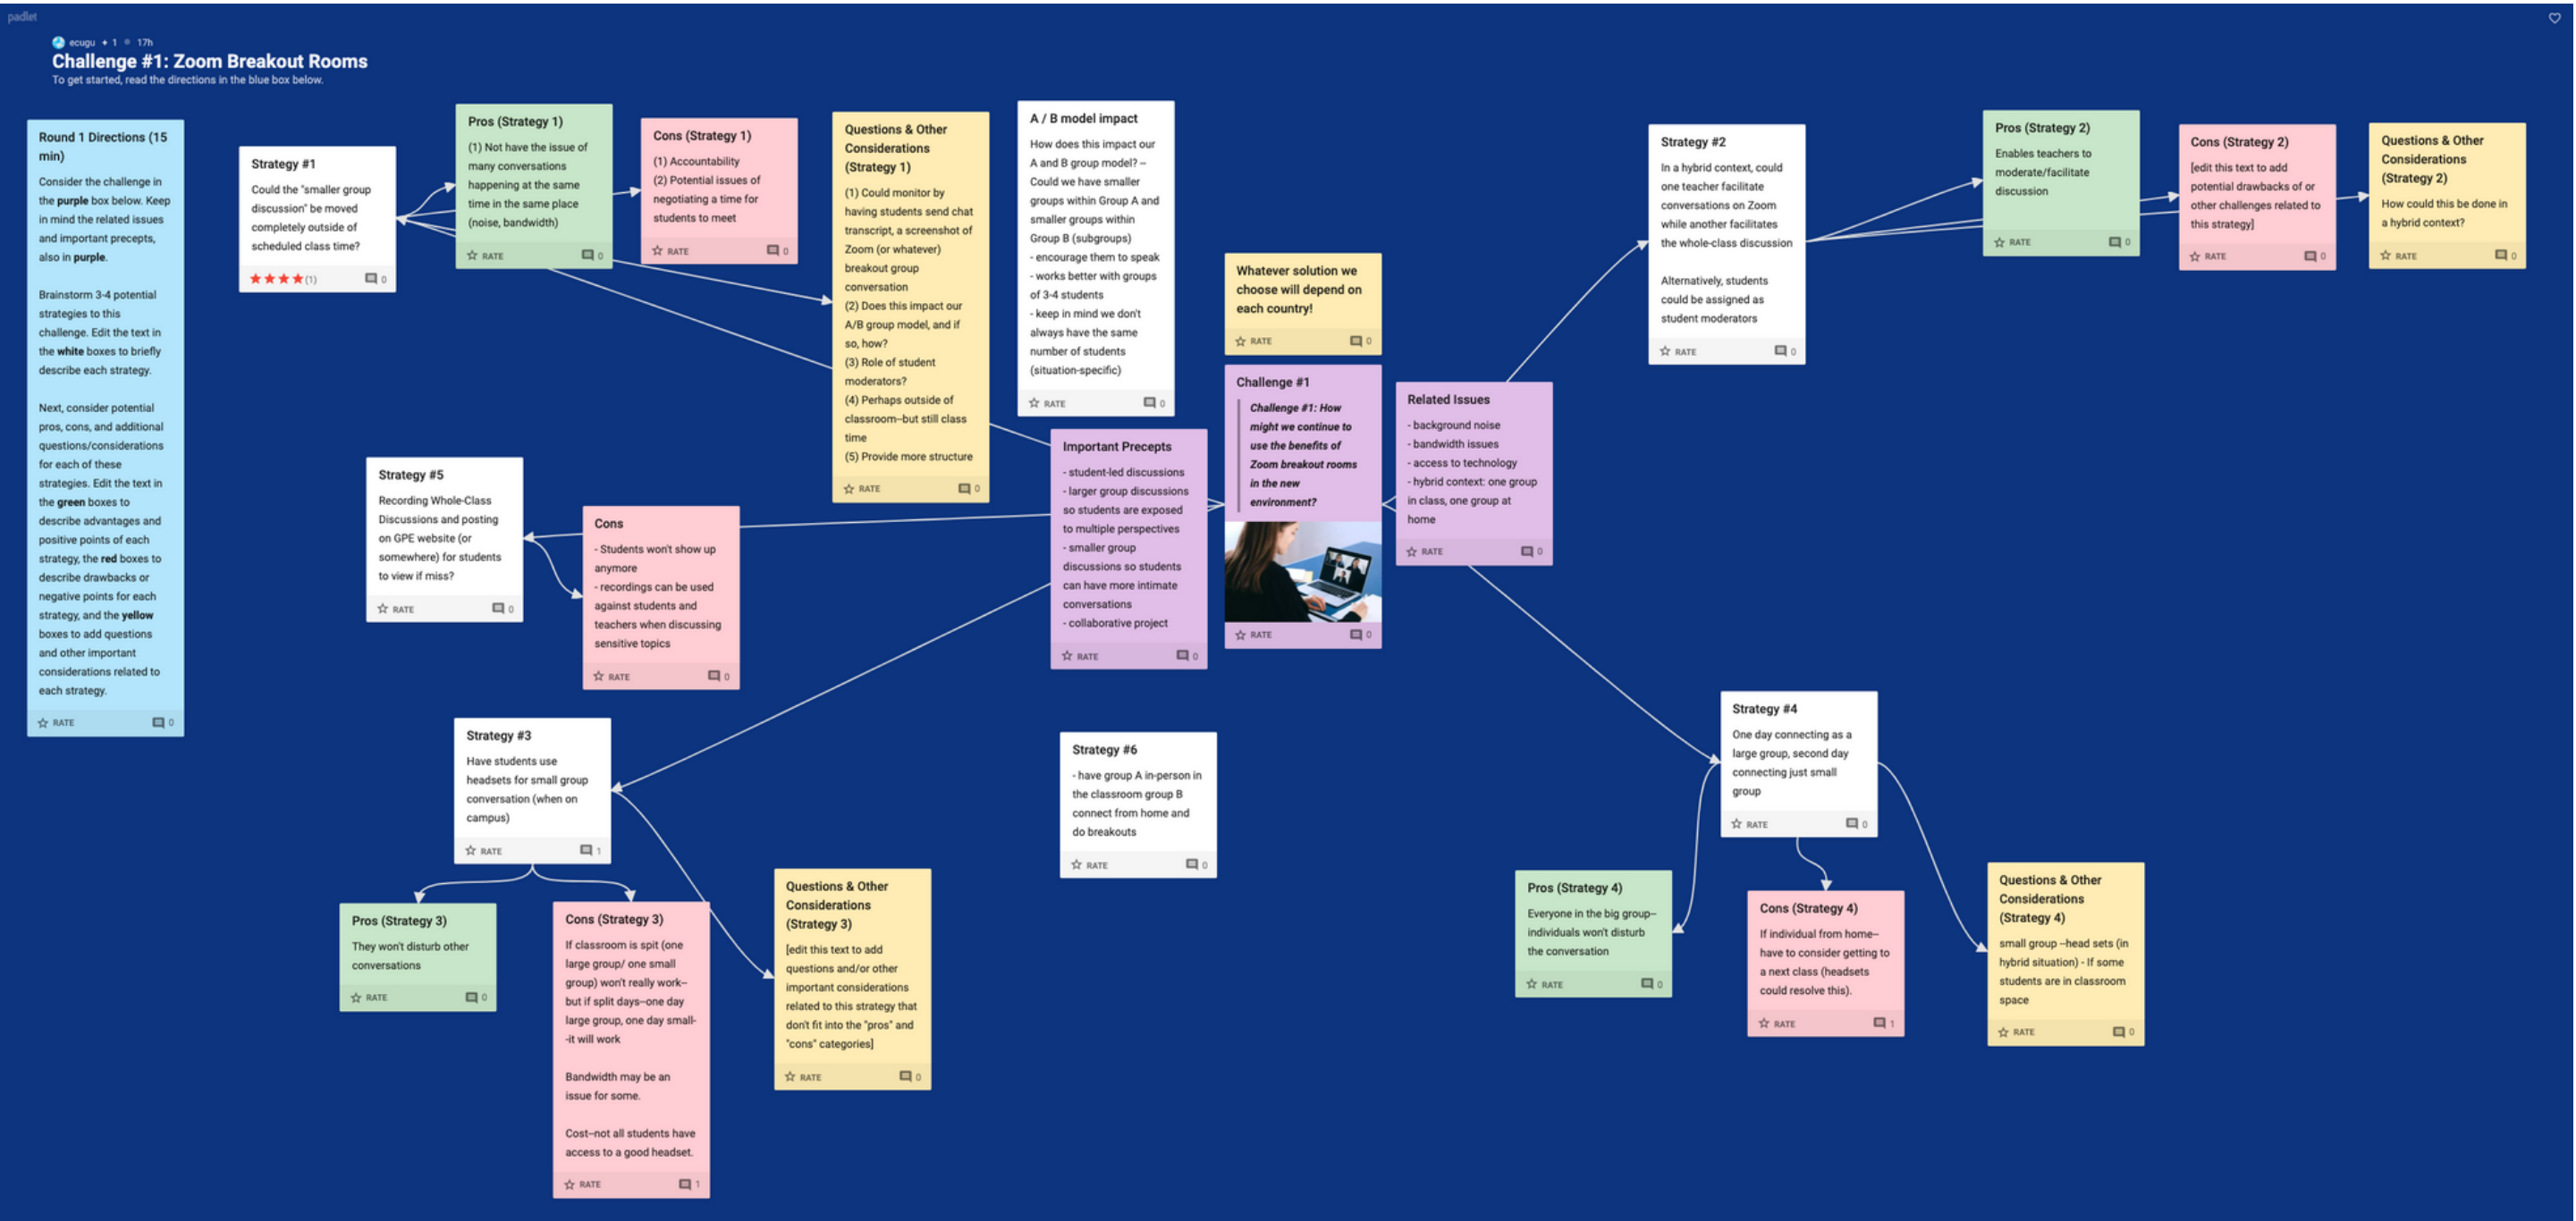 padlet
ecugu + 1 17h
Challenge #1: Zoom Breakout Rooms
To get started, read the directions in the blue box below.
Round 1 Directions (15
min)
Consider the challenge in
the purple box below. Keep
in mind the related issues
and important precepts,
also in purple.
Brainstorm 3-4 potential
strategies to this
challenge. Edit the text in
the white boxes to briefly
describe each strategy.
Next, consider potential
pros, cons, and additional
questions/considerations
for each of these
strategies. Edit the text in
the green boxes to
describe advantages and
positive points of each
strategy, the red boxes to
describe drawbacks or
negative points for each
strategy, and the yellow
boxes to add questions
and other important
considerations related to
each strategy.
RATE 0
Strategy #1
Could the "smaller group
discussion" be moved
completely outside of
scheduled class time?
(1) 0
Pros (Strategy 1)
(1) Not have the issue of
many conversations
happening at the same
time in the same place
(noise, bandwidth)
RATE 0
Cons (Strategy 1)
(1) Accountability
(2) Potential issues of
negotiating a time for
students to meet
RATE 0
Questions & Other
Considerations
(Strategy 1)
(1) Could monitor by
having students send chat
transcript, a screenshot of
Zoom (or whatever)
breakout group
conversation
(2) Does this impact our
A/B group model, and if
so, how?
(3) Role of student
moderators?
(4) Perhaps outside of
classroom--but still class
time
(5) Provide more structure
RATE 0
A / B model impact
How does this impact our
A and B group model? --
Could we have smaller
groups within Group A and
smaller groups within
Group B (subgroups)
- encourage them to speak
- works better with groups
of 3-4 students
- keep in mind we don't
always have the same
number of students
(situation-specific)
RATE 0
Whatever solution we
choose will depend on
each country!
RATE 0
Challenge #1
Challenge #1: How
might we continue to
use the benefits of
Zoom breakout rooms
in the new
environment?
RATE 0
Related Issues
- background noise
- bandwidth issues
- access to technology
- hybrid context: one group
in class, one group at
home
RATE 0
Important Precepts
- student-led discussions
- larger group discussions
so students are exposed
to multiple perspectives
- smaller group
discussions so students
can have more intimate
conversations
- collaborative project
RATE 0
Strategy #2
In a hybrid context, could
one teacher facilitate
conversations on Zoom
while another facilitates
the whole-class discussion
Alternatively, students
could be assigned as
student moderators
RATE 0
Pros (Strategy 2)
Enables teachers to
moderate/facilitate
discussion
RATE 0
Cons (Strategy 2)
[edit this text to add
potential drawbacks of or
other challenges related to
this strategy]
RATE 0
Questions & Other
Considerations
(Strategy 2)
How could this be done in
a hybrid context?
RATE 0
Strategy #5
Recording Whole-Class
Discussions and posting
on GPE website (or
somewhere) for students
to view if miss?
RATE 0
Cons
- Students won't show up
anymore
- recordings can be used
against students and
teachers when discussing
sensitive topics
RATE 0
Strategy #3
Have students use
headsets for small group
conversation (when on
campus)
RATE 1
Pros (Strategy 3)
They won't disturb other
conversations
RATE 0
Cons (Strategy 3)
If classroom is spit (one
large group/ one small
group) won't really work--
but if split days--one day
large group, one day small-
-it will work
Bandwidth may be an
issue for some.
Cost--not all students have
access to a good headset.
RATE 1
Questions & Other
Considerations
(Strategy 3)
[edit this text to add
questions and/or other
important considerations
related to this strategy that
don't fit into the "pros" and
"cons" categories]
RATE 0
Strategy #6
- have group A in-person in
the classroom group B
connect from home and
do breakouts
RATE 0
Strategy #4
One day connecting as a
large group, second day
connecting just small
group
RATE 0
Pros (Strategy 4)
Everyone in the big group--
individuals won't disturb
the conversation
RATE 0
Cons (Strategy 4)
If individual from home--
have to consider getting to
a next class (headsets
could resolve this).
RATE 1
Questions & Other
Considerations
(Strategy 4)
small group --head sets (in
hybrid situation) - If some
students are in classroom
space
RATE 0